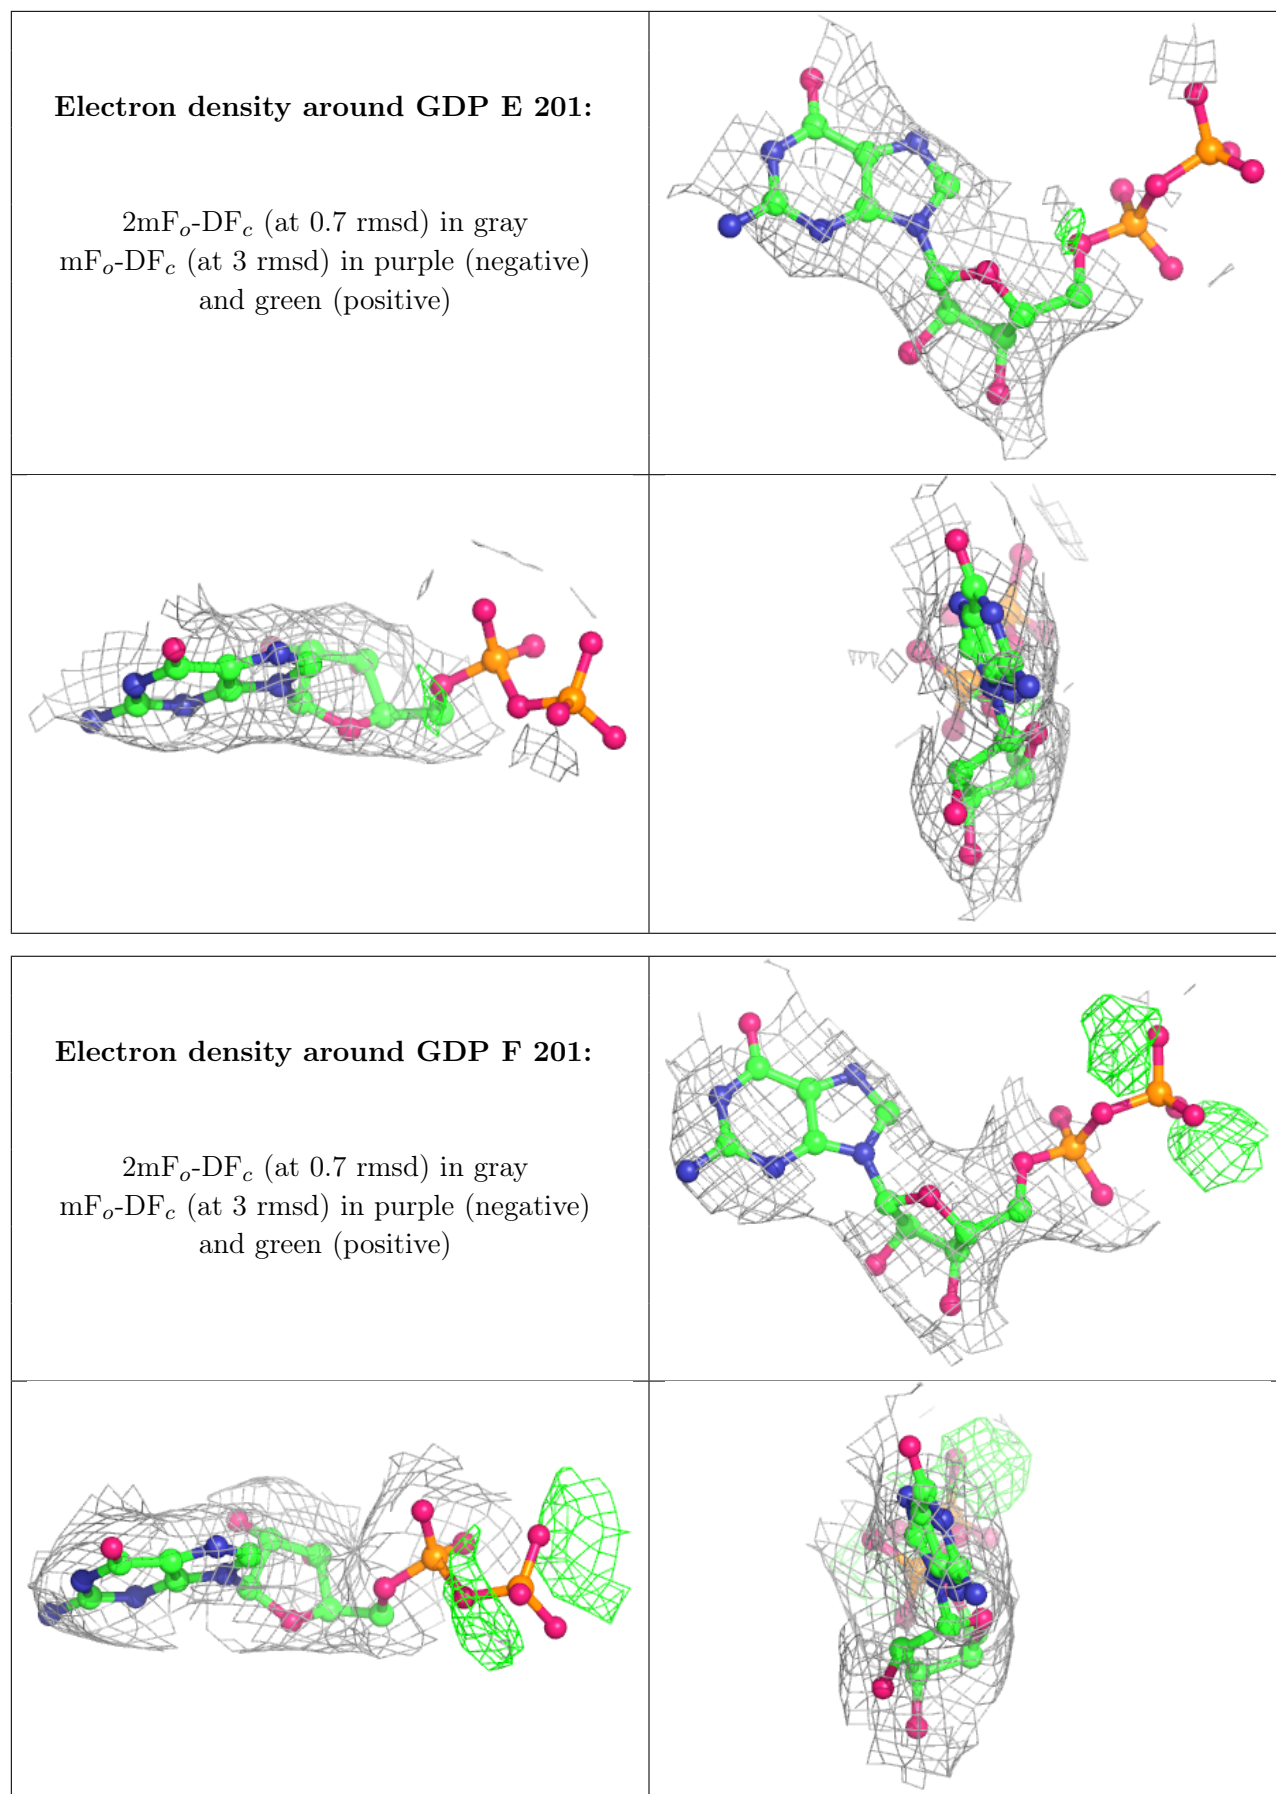 Electron density around GDP E 201:
2mFo-DFc (at 0.7 rmsd) in gray
mFo-DFc (at 3 rmsd) in purple (negative)
and green (positive)
Electron density around GDP F 201:
2mFo-DFc (at 0.7 rmsd) in gray
mFo-DFc (at 3 rmsd) in purple (negative)
and green (positive)